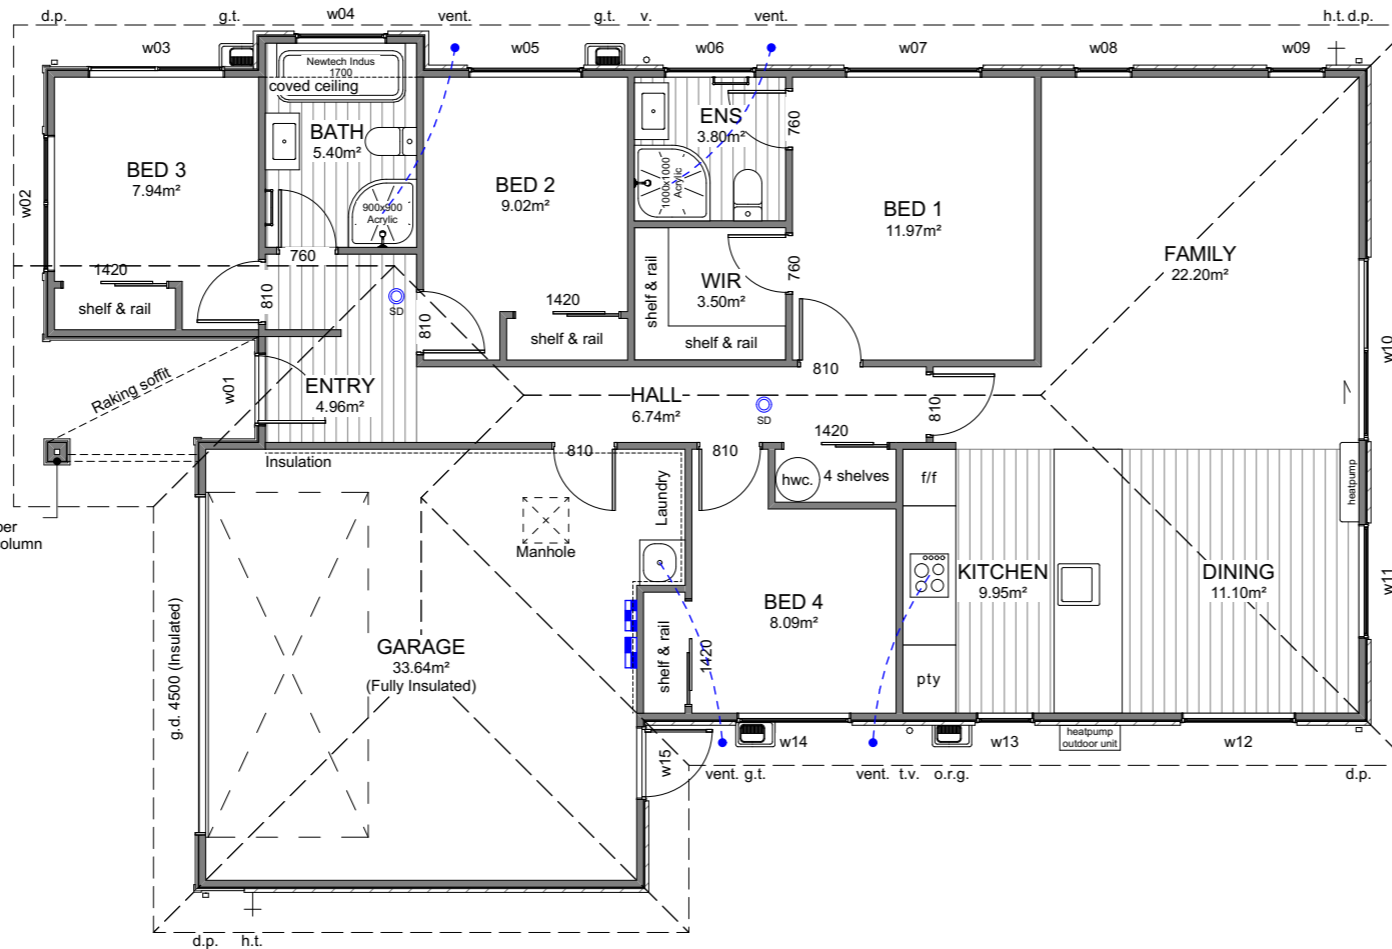 d.p.
g.t.
w04
vent.
g.t.
v.
vent.
h.t. d.p.
w03
w05
w06
w07
w08
w09
Newtech Indus
1700
coved ceiling
BATH
5.40m²
ENS
3.80m²
760
BED 3
7.94m²
BED 2
9.02m²
1000x1000
Acrylic
BED 1
11.97m²
w02
900x900
Acrylic
FAMILY
22.20m²
760
1420
shelf & rail
810
SD
810
1420
shelf & rail
shelf & rail
WIR
3.50m²
760
shelf & rail
w10
Raking soffit
w01
ENTRY
4.96m²
HALL
6.74m²
SD
810
810
1420
Insulation
810
810
hwc.
4 shelves
f/f
heatpump
Laundry
Manhole
per
column
g.d. 4500 (Insulated)
KITCHEN
9.95m²
DINING
11.10m²
w11
BED 4
8.09m²
GARAGE
33.64m²
(Fully Insulated)
shelf & rail
1420
pty
w15
w14
w13
heatpump
outdoor unit
w12
vent. g.t.
vent. t.v. o.r.g.
d.p.
d.p. h.t.